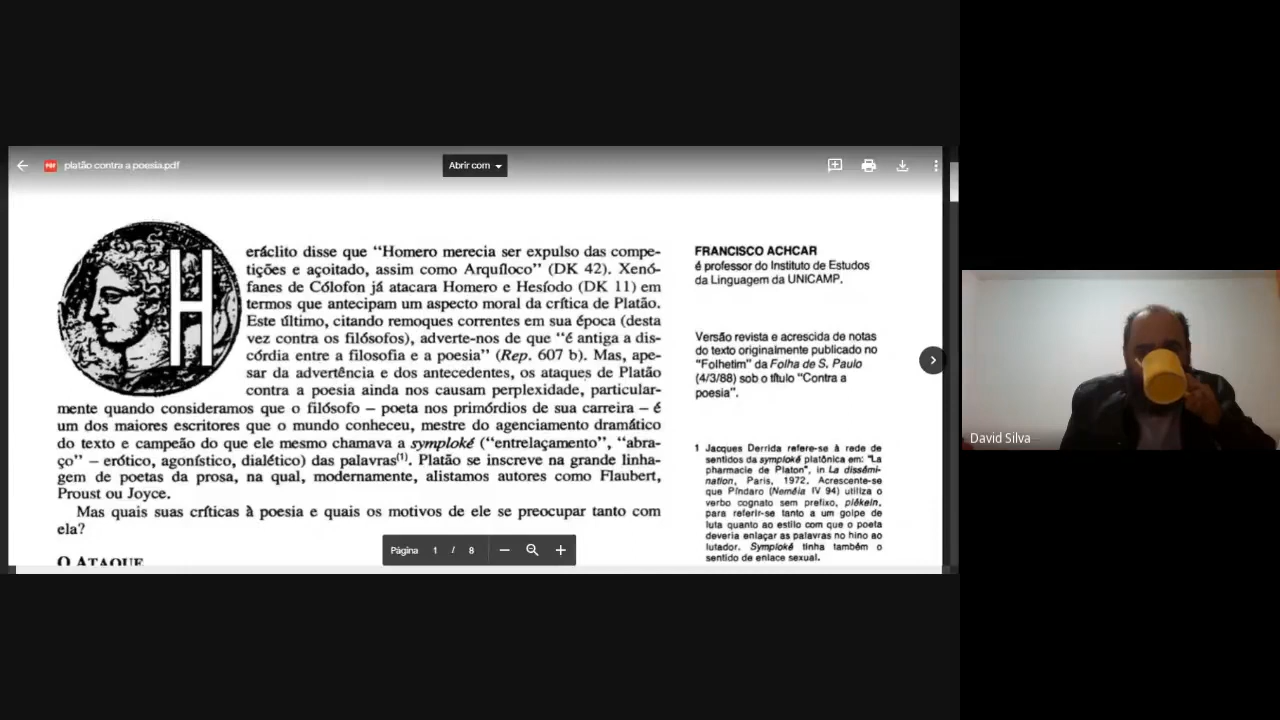 platão contra a poesia.pdf
Abrir com
H
eráclito disse que “Homero merecia ser expulso das compe-
tições e açoitado, assim como Arquíloco” (DK 42). Xenó-
fanes de Cólofon já atacara Homero e Hesíodo (DK 11) em
termos que antecipam um aspecto moral da crítica de Platão.
Este último, citando remoques correntes em sua época (desta
vez contra os filósofos), adverte-nos de que “é antiga a dis-
córdia entre a filosofia e a poesia” (Rep. 607 b). Mas, ape-
sar da advertência e dos antecedentes, os ataques de Platão
contra a poesia ainda nos causam perplexidade, particular-
mente quando consideramos que o filósofo – poeta nos primórdios de sua carreira – é
um dos maiores escritores que o mundo conheceu, mestre do agenciamento dramático
do texto e campeão do que ele mesmo chamava a symploké (“entrelaçamento”, “abra-
ço” – erótico, agonístico, dialético) das palavras(1). Platão se inscreve na grande linha-
gem de poetas da prosa, na qual, modernamente, alistamos autores como Flaubert,
Proust ou Joyce.
Mas quais suas críticas à poesia e quais os motivos de ele se preocupar tanto com
ela?
O ATAQUE
FRANCISCO ACHCAR
é professor do Instituto de Estudos
da Linguagem da UNICAMP.
Versão revista e acrescida de notas
do texto originalmente publicado no
“Folhetim” da Folha de S. Paulo
(4/3/88) sob o título “Contra a
poesia”.
1 Jacques Derrida refere-se à rede de
sentidos da symploké platônica em: “La
pharmacie de Platon”, in La dissémi-
nation, Paris, 1972. Acrescente-se
que Píndaro (Neméia IV 94) utiliza o
verbo cognato sem prefixo, plékein,
para referir-se tanto a um golpe de
luta quanto ao estilo com que o poeta
deveria enlaçar as palavras no hino ao
lutador. Symploké tinha também o
sentido de enlace sexual.
Página 1 / 8
David Silva